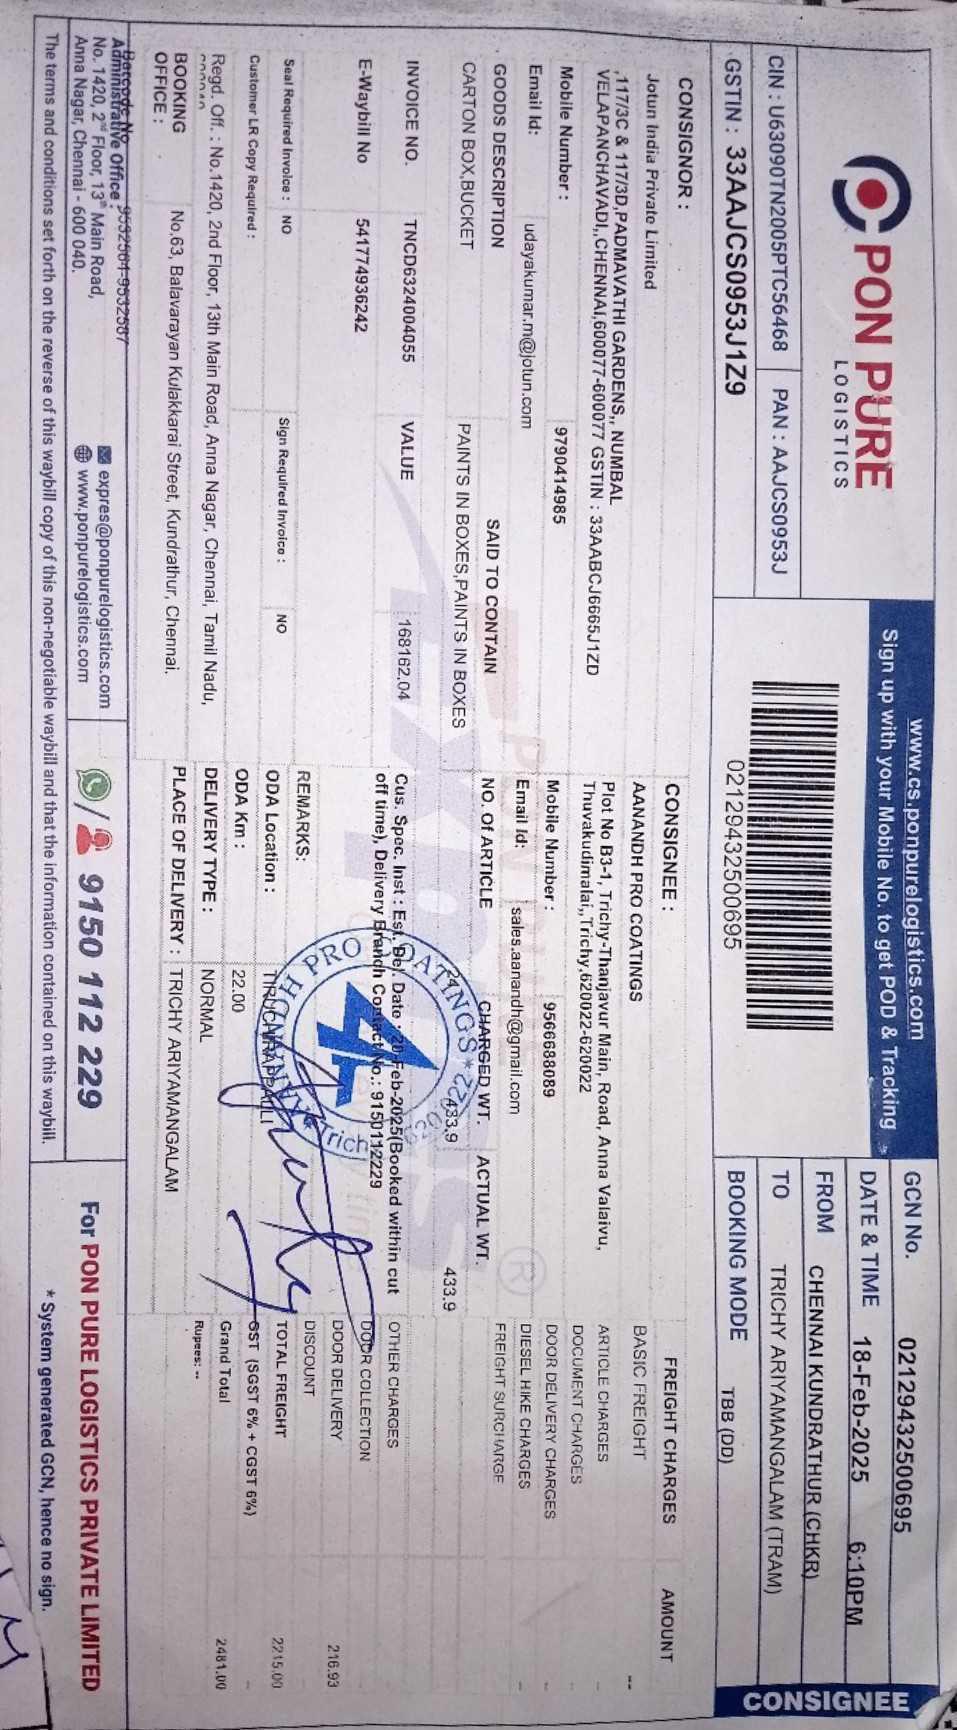 PON PURE
LOGISTICS
CIN : U63090TN2005PTC56468 PAN : AAJCS0953J
GSTIN : 33AAJCS0953J1Z9
www.cs.ponpurelogistics.com
Sign up with your Mobile No. to get POD & Tracking
02129432500695
GCN No. 02129432500695
DATE & TIME 18-Feb-2025 6:10PM
FROM CHENNAI KUNDRATHUR (CHKR)
TO TRICHY ARIYAMANGALAM (TRAM)
BOOKING MODE TBB (DD)
CONSIGNEE
CONSIGNOR :
Jotun India Private Limited
,117/3C & 117/3D,PADMAVATHI GARDENS,, NUMBAL
VELAPANCHAVADI,,CHENNAI,600077-600077 GSTIN : 33AABCJ6665J1ZD
Mobile Number : 9790414985
Email Id: udayakumar.m@jotun.com
CONSIGNEE :
AANANDH PRO COATINGS
Plot No B3-1, Trichy-Thanjavur Main, Road, Anna Valaivu,
Thuvakudimalai,,Trichy,620022-620022
Mobile Number : 9566688089
Email Id: sales.aanandh@gmail.com
GOODS DESCRIPTION SAID TO CONTAIN NO. Of ARTICLE CHARGED WT. ACTUAL WT.
CARTON BOX,BUCKET PAINTS IN BOXES,PAINTS IN BOXES 24 433.9 433.9
INVOICE NO. TNCD6324004055 VALUE 168162.04
E-Waybill No 541774936242
Cus. Spec. Inst : Est. Del. Date : 20-Feb-2025(Booked within cut
off time), Delivery Branch Contact No.: 9150112229
Seal Required Invoice : NO Sign Required Invoice : NO
Customer LR Copy Required :
REMARKS:
ODA Location : TIRUCHIRAPPALLI
ODA Km : 22.00
DELIVERY TYPE : NORMAL
PLACE OF DELIVERY : TRICHY ARIYAMANGALAM
Regd. Off. : No.1420, 2nd Floor, 13th Main Road, Anna Nagar, Chennai, Tamil Nadu,
BOOKING OFFICE : No.63, Balavarayan Kulakkarai Street, Kundrathur, Chennai.
FREIGHT CHARGES AMOUNT
BASIC FREIGHT --
ARTICLE CHARGES -
DOCUMENT CHARGES
DOOR DELIVERY CHARGES -
DIESEL HIKE CHARGES -
FREIGHT SURCHARGE
OTHER CHARGES
DOOR COLLECTION
DOOR DELIVERY 216.93
DISCOUNT
TOTAL FREIGHT 2215.00
GST (SGST 6% + CGST 6%) -
Grand Total 2481.00
Rupees: --
Barcode No 9532564-9532587
Administrative Office :
No. 1420, 2nd Floor, 13th Main Road,
Anna Nagar, Chennai - 600 040.
expres@ponpurelogistics.com
www.ponpurelogistics.com
/ 9150 112 229
For PON PURE LOGISTICS PRIVATE LIMITED
The terms and conditions set forth on the reverse of this waybill copy of this non-negotiable waybill and that the information contained on this waybill.
* System generated GCN, hence no sign.